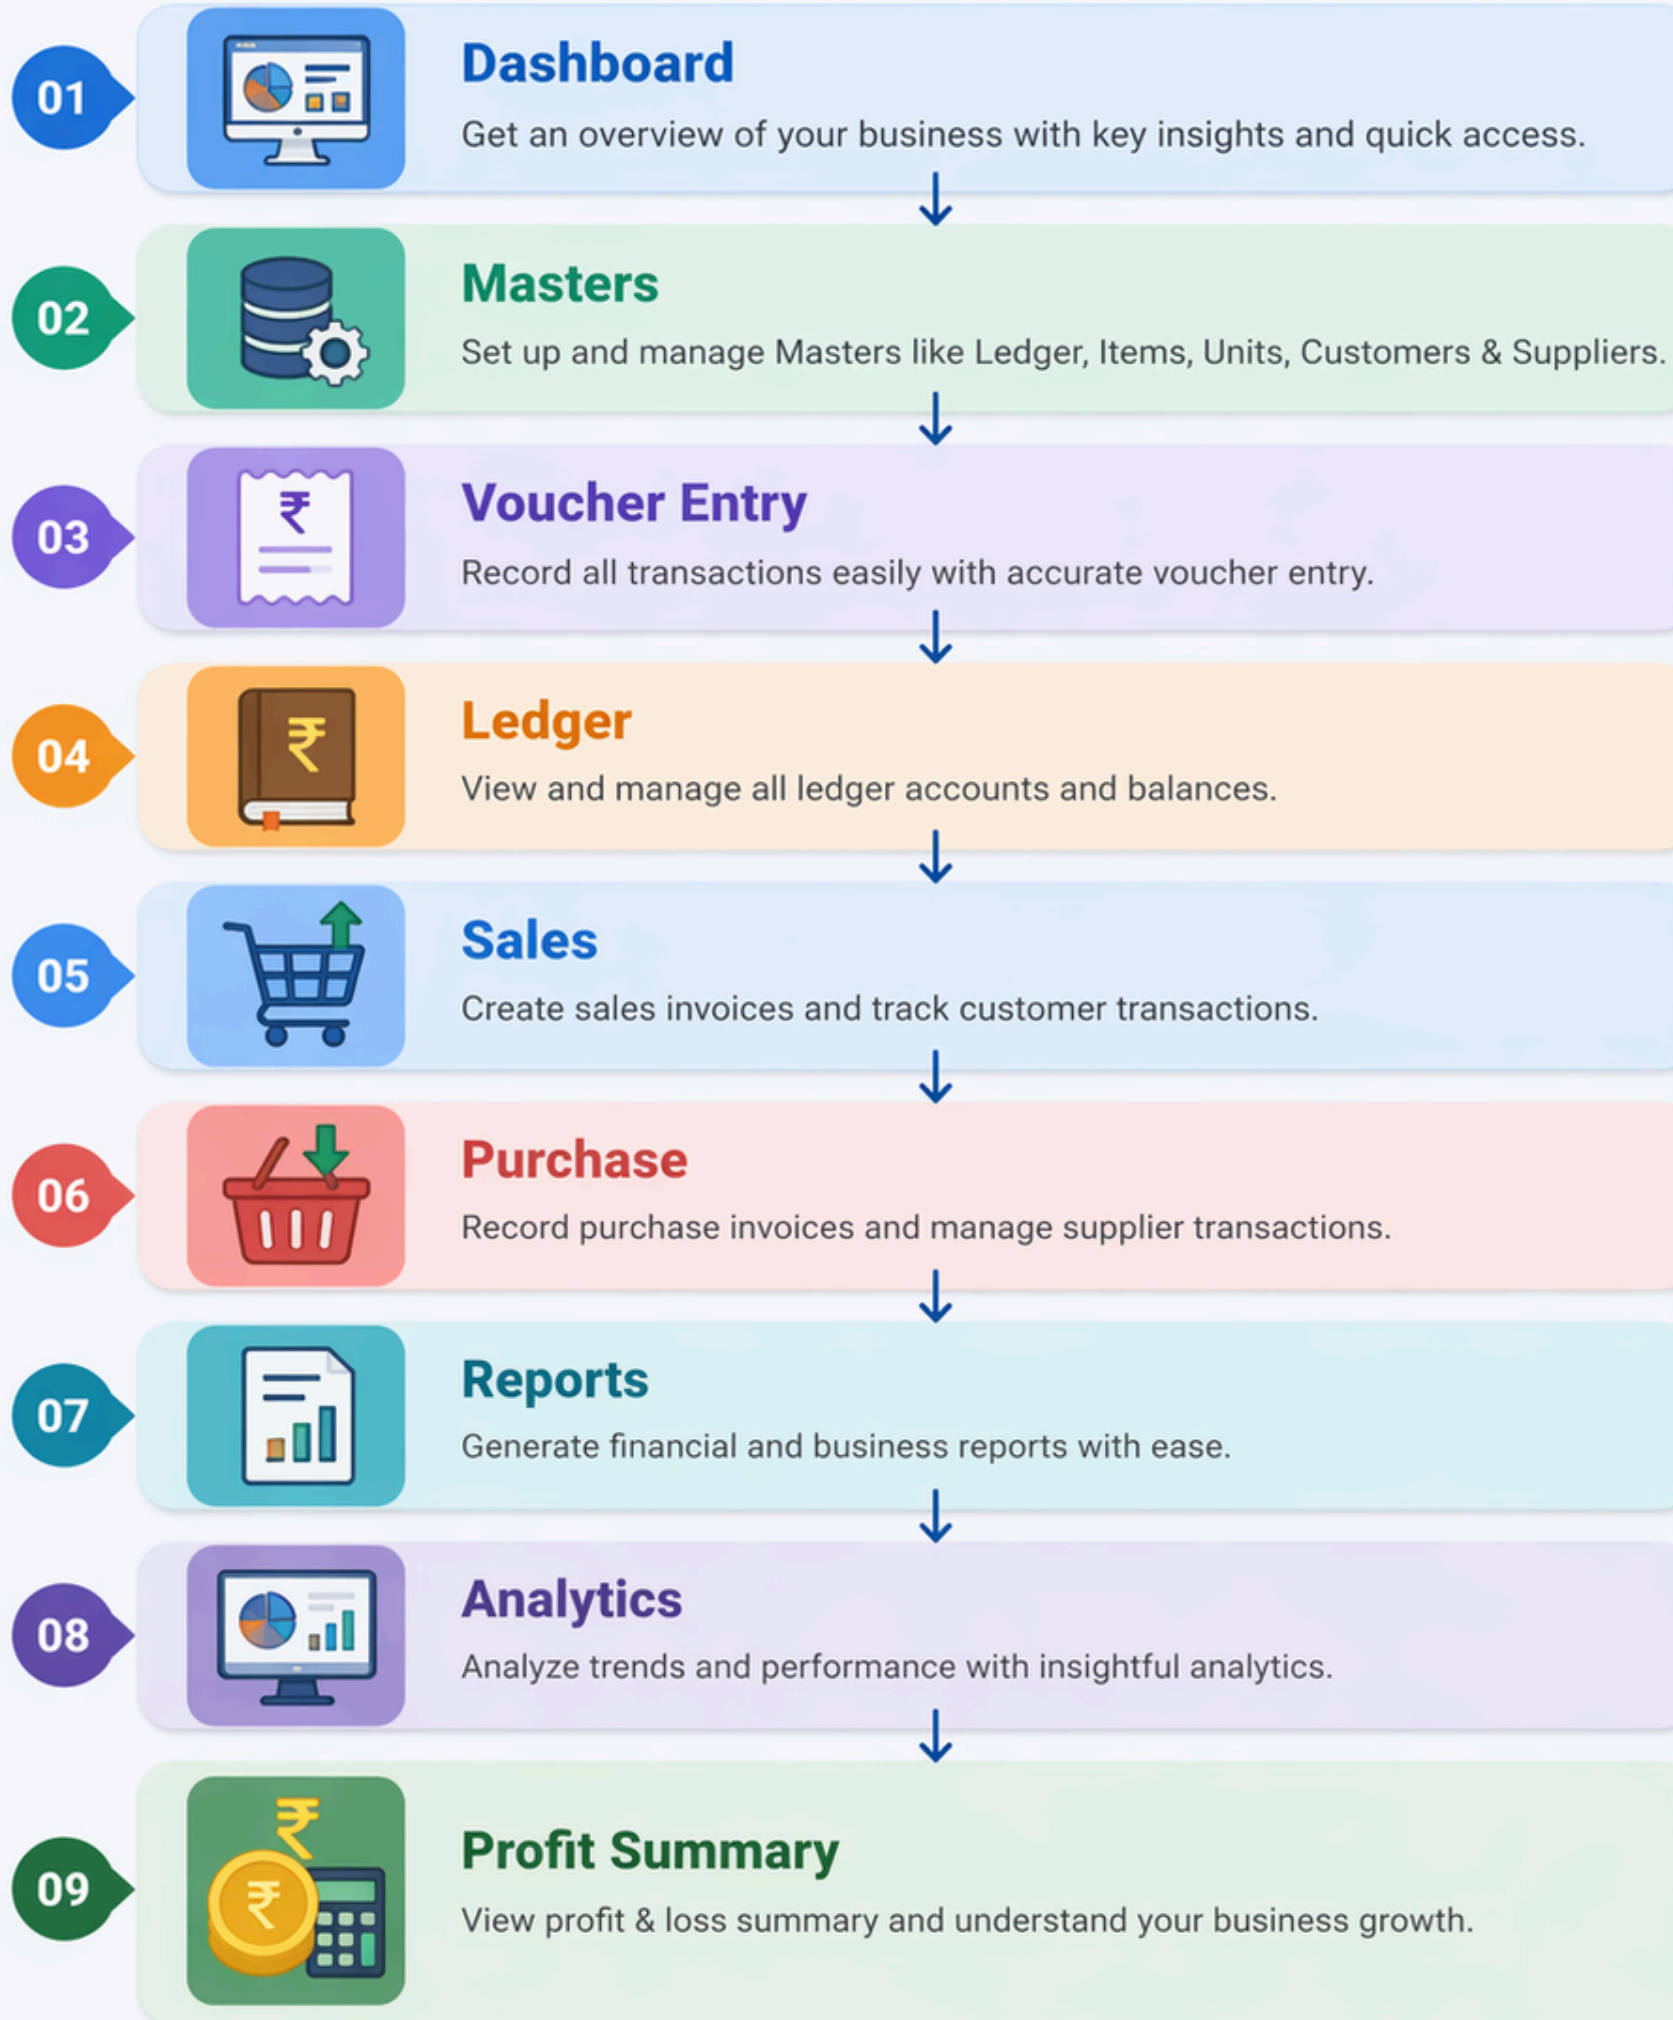 01
Dashboard
Get an overview of your business with key insights and quick access.
02
Masters
Set up and manage Masters like Ledger, Items, Units, Customers & Suppliers.
03
₹
Voucher Entry
Record all transactions easily with accurate voucher entry.
04
₹
Ledger
View and manage all ledger accounts and balances.
05
Sales
Create sales invoices and track customer transactions.
06
Purchase
Record purchase invoices and manage supplier transactions.
07
Reports
Generate financial and business reports with ease.
08
Analytics
Analyze trends and performance with insightful analytics.
09
₹
₹
Profit Summary
View profit & loss summary and understand your business growth.